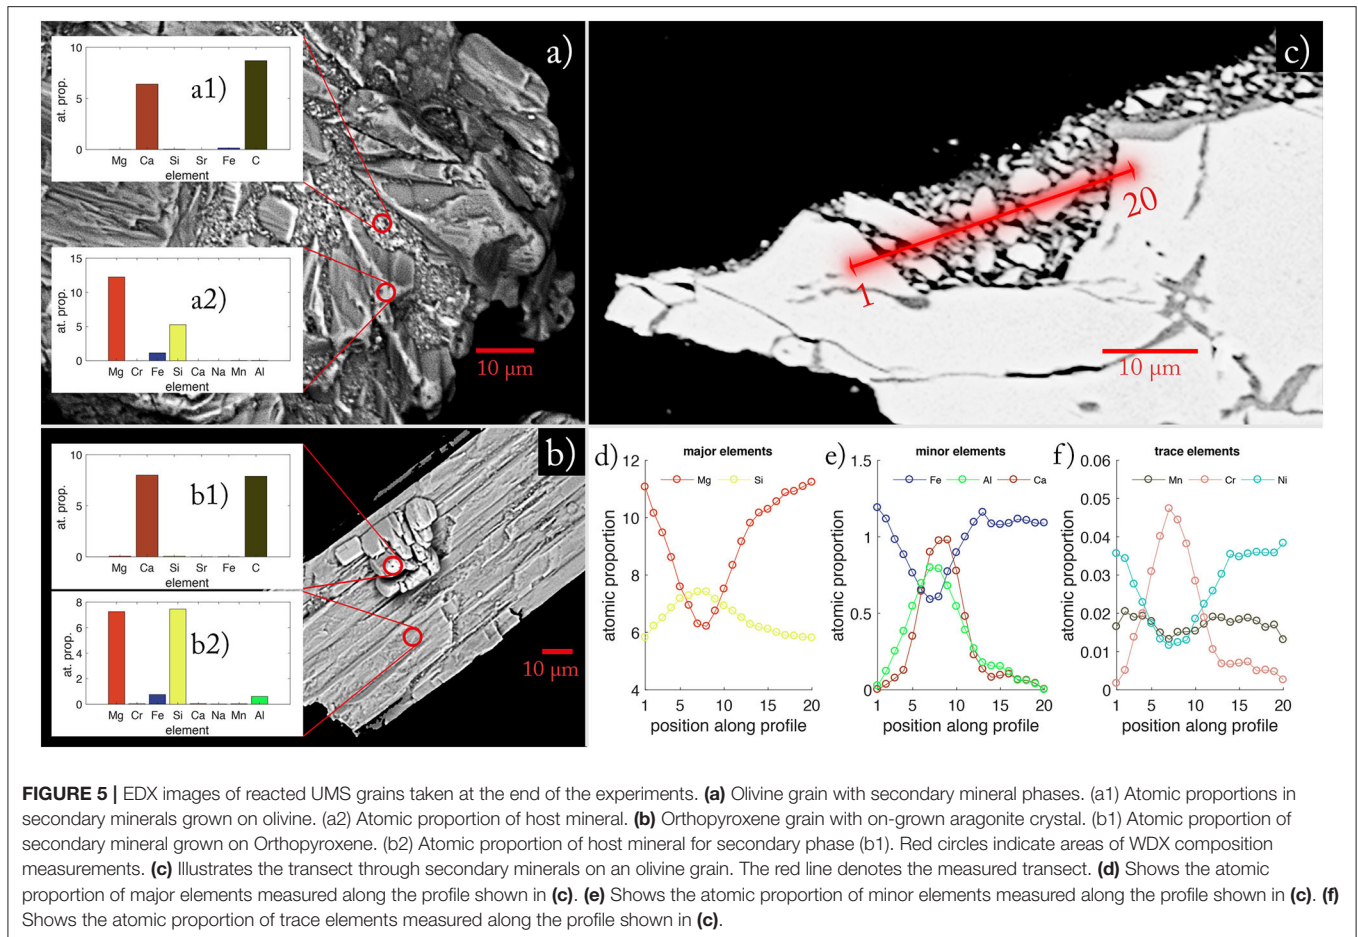 a)
a1)
at. prop.
10
5
0
Mg Ca Si Sr Fe C
element
a2)
at. prop.
15
10
5
0
Mg Cr Fe Si Ca Na Mn Al
element
10 μm
c)
1
20
10 μm
b)
b1)
at. prop.
10
5
0
Mg Ca Si Sr Fe C
element
b2)
at. prop.
8
6
4
2
0
Mg Cr Fe Si Ca Na Mn Al
element
10 μm
d)
major elements
Mg Si
atomic proportion
12
10
8
6
4
1 5 10 15 20
position along profile
e)
minor elements
Fe Al Ca
atomic proportion
1.5
1
0.5
0
1 5 10 15 20
position along profile
f)
trace elements
Mn Cr Ni
atomic proportion
0.06
0.05
0.04
0.03
0.02
0.01
0
1 5 10 15 20
position along profile
FIGURE 5 | EDX images of reacted UMS grains taken at the end of the experiments. (a) Olivine grain with secondary mineral phases. (a1) Atomic proportions in
secondary minerals grown on olivine. (a2) Atomic proportion of host mineral. (b) Orthopyroxene grain with on-grown aragonite crystal. (b1) Atomic proportion of
secondary mineral grown on Orthopyroxene. (b2) Atomic proportion of host mineral for secondary phase (b1). Red circles indicate areas of WDX composition
measurements. (c) Illustrates the transect through secondary minerals on an olivine grain. The red line denotes the measured transect. (d) Shows the atomic
proportion of major elements measured along the profile shown in (c). (e) Shows the atomic proportion of minor elements measured along the profile shown in (c). (f)
Shows the atomic proportion of trace elements measured along the profile shown in (c).